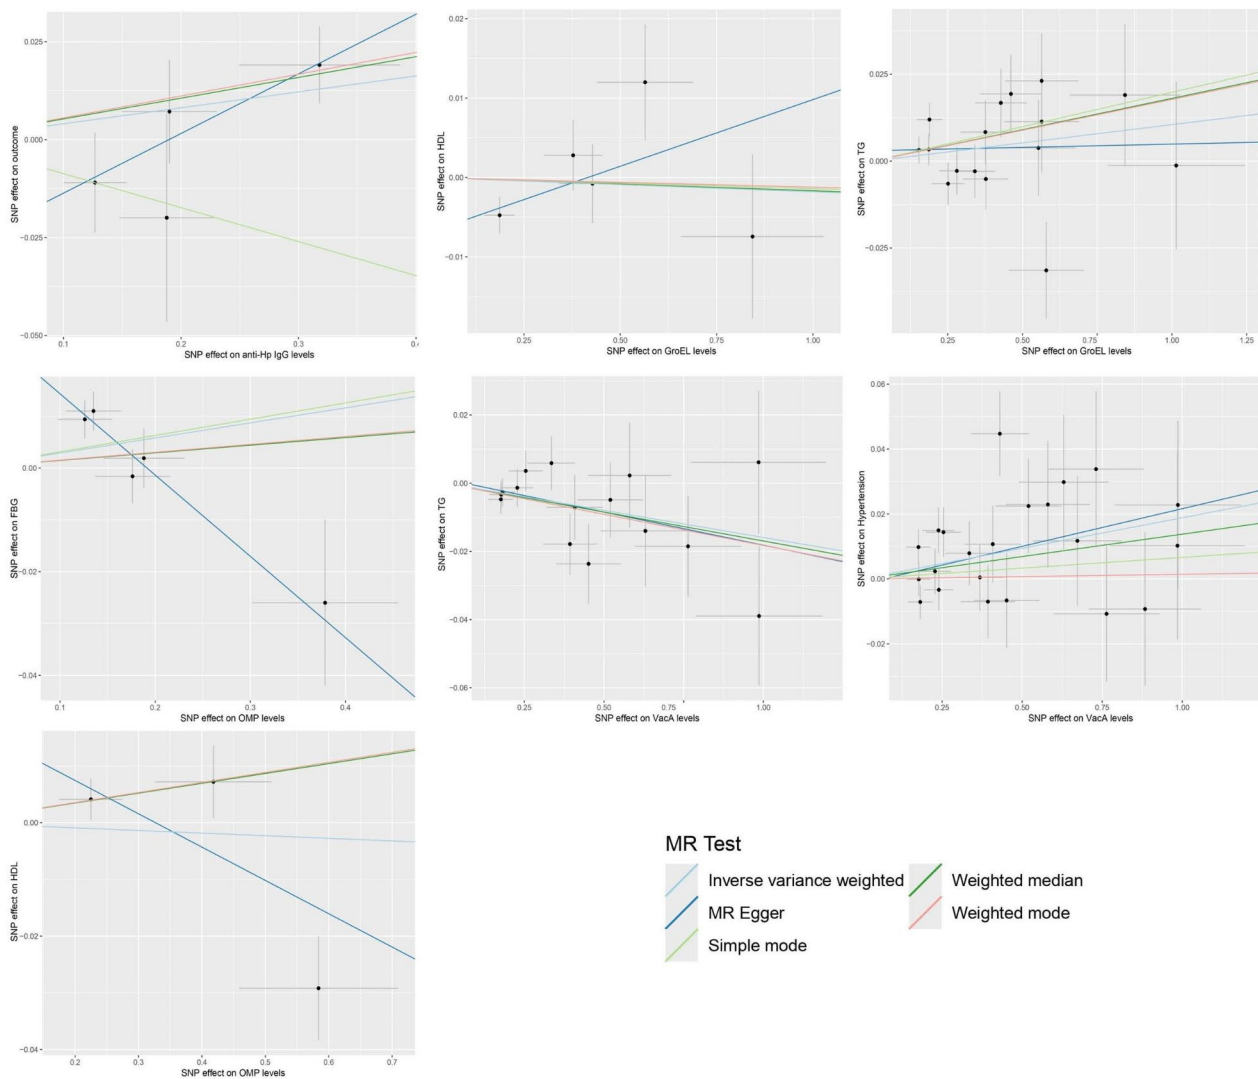 0.025
0.000
−0.025
−0.050
SNP effect on outcome
0.1
0.2
0.3
0.4
SNP effect on anti-Hp IgG levels
0.02
0.01
0.00
−0.01
SNP effect on HDL
0.25
0.50
0.75
1.00
SNP effect on GroEL levels
0.025
0.000
−0.025
SNP effect on TG
0.25
0.50
0.75
1.00
1.25
SNP effect on GroEL levels
0.00
−0.02
−0.04
SNP effect on FBG
0.1
0.2
0.3
0.4
SNP effect on OMP levels
0.02
0.00
−0.02
−0.04
−0.06
SNP effect on TG
0.25
0.50
0.75
1.00
SNP effect on VacA levels
0.06
0.04
0.02
0.00
−0.02
SNP effect on Hypertension
0.25
0.50
0.75
1.00
SNP effect on VacA levels
0.00
−0.02
−0.04
SNP effect on HDL
0.2
0.3
0.4
0.5
0.6
0.7
SNP effect on OMP levels
MR Test
Inverse variance weighted
MR Egger
Simple mode
Weighted median
Weighted mode